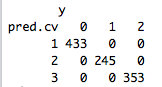 y
pred.cv 0 1 2
1 433 0 0
2 0 245 0
3 0 0 353